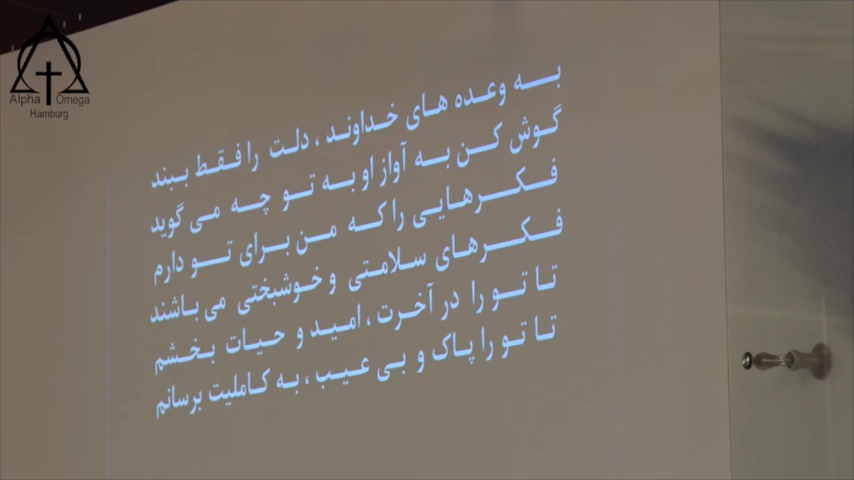 Alpha Omega
Hamburg
به وعده های خداوند، دلت را فقط ببند
گوش کن به آواز او به تو چه می گوید
فکرهایی را که من برای تو دارم
فکرهای سلامتی و خوشبختی می باشند
تا تو را در آخرت، امید و حیات بخشم
تا تو را پاک و بی عیب، به کاملیت برسانم